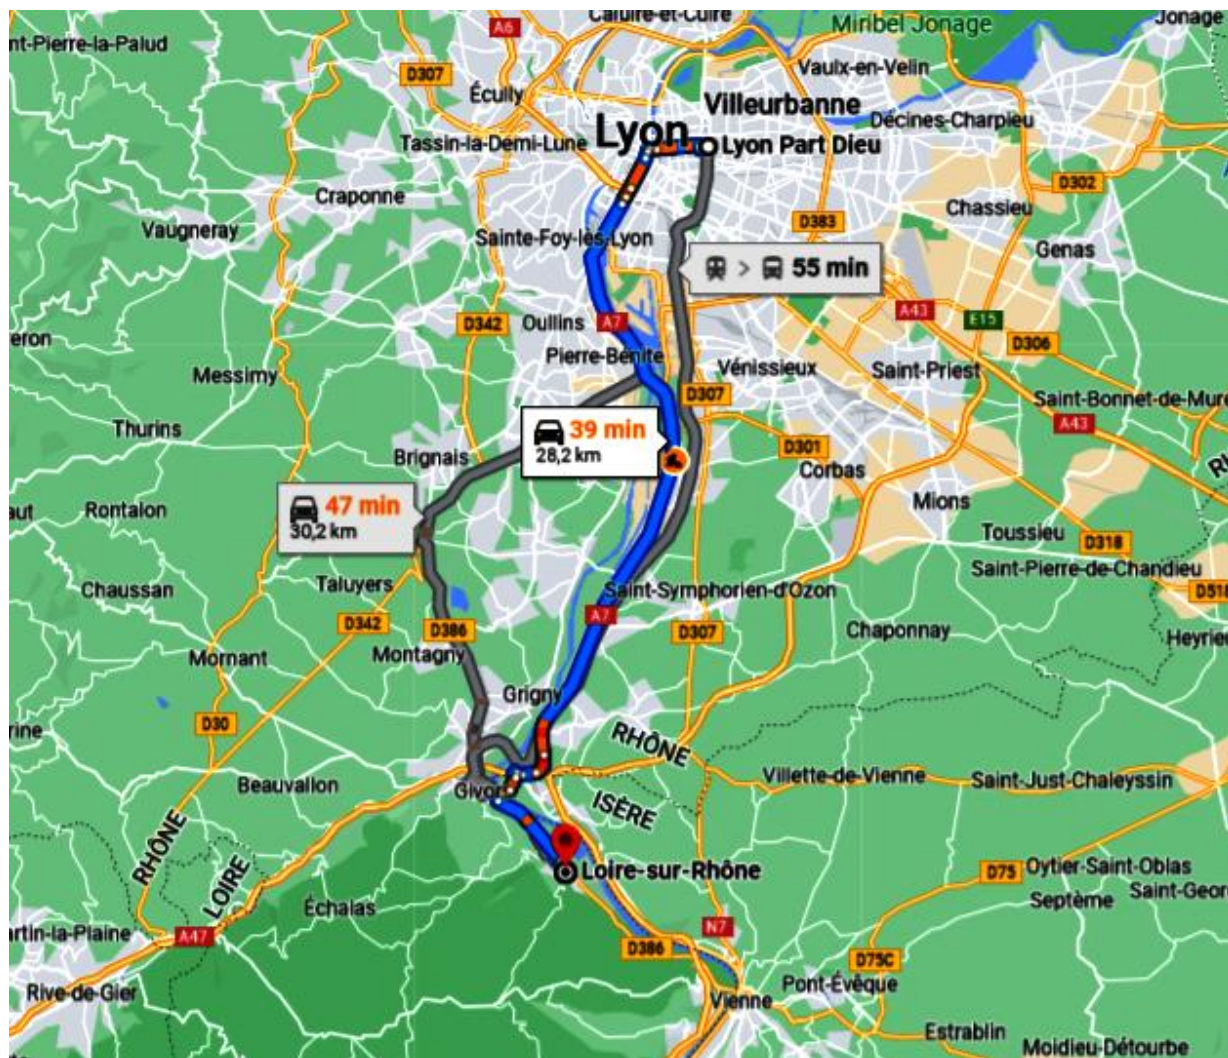 Caluire-et-Cuire
Miribel Jonage
Jonage
nt-Pierre-la-Palud
A6
D307
Écully
Vaulx-en-Velin
Villeurbanne
Tassin-la-Demi-Lune
Lyon
Décines-Charpieu
Lyon Part Dieu
Craponne
D302
Vaugneray
Chassieu
D383
Sainte-Foy-lès-Lyon
Genas
55 min
A7
Oullins
D342
A43
E15
D306
eron
Pierre-Bénite
Messimy
Vénissieux
Saint-Priest
D307
Saint-Bonnet-de-Mure
A43
Thurins
39 min
28,2 km
Brignais
D301
Corbas
Mions
47 min
30,2 km
aut
Rontalon
Toussieu
D318
Chaussan
Taluyers
Saint-Symphorien-d'Ozon
Saint-Pierre-de-Chandieu
D518
A7
D342
D386
D307
Chaponnay
Heyrie
Mornant
Montagny
Grigny
D30
rine
RHÔNE
Beauvallon
Givors
ISÈRE
Villette-de-Vienne
Saint-Just-Chaleyssin
RHÔNE
LOIRE
Loire-sur-Rhône
D75
Oytier-Saint-Oblas
Septème
Saint-Geor
Échalas
artin-la-Plaine
A47
D386
N7
D75C
Rive-de-Gier
Vienne
Pont-Évêque
Estrablin
Moidieu-Détourbe